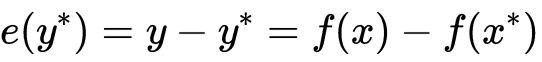 e(y*) = y − y* = f(x) − f(x*)